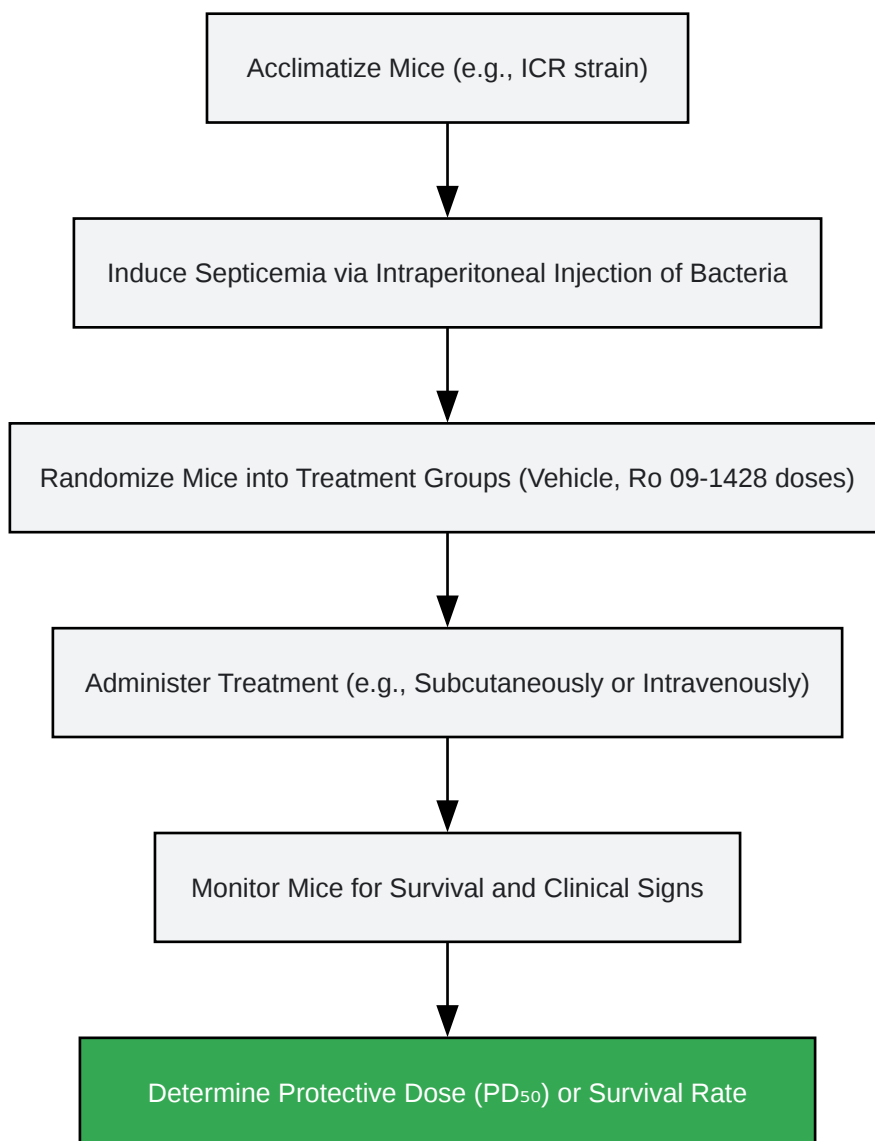 Acclimatize Mice (e.g., ICR strain)
Induce Septicemia via Intraperitoneal Injection of Bacteria
Randomize Mice into Treatment Groups (Vehicle, Ro 09-1428 doses)
Administer Treatment (e.g., Subcutaneously or Intravenously)
Monitor Mice for Survival and Clinical Signs
Determine Protective Dose (PD₅₀) or Survival Rate